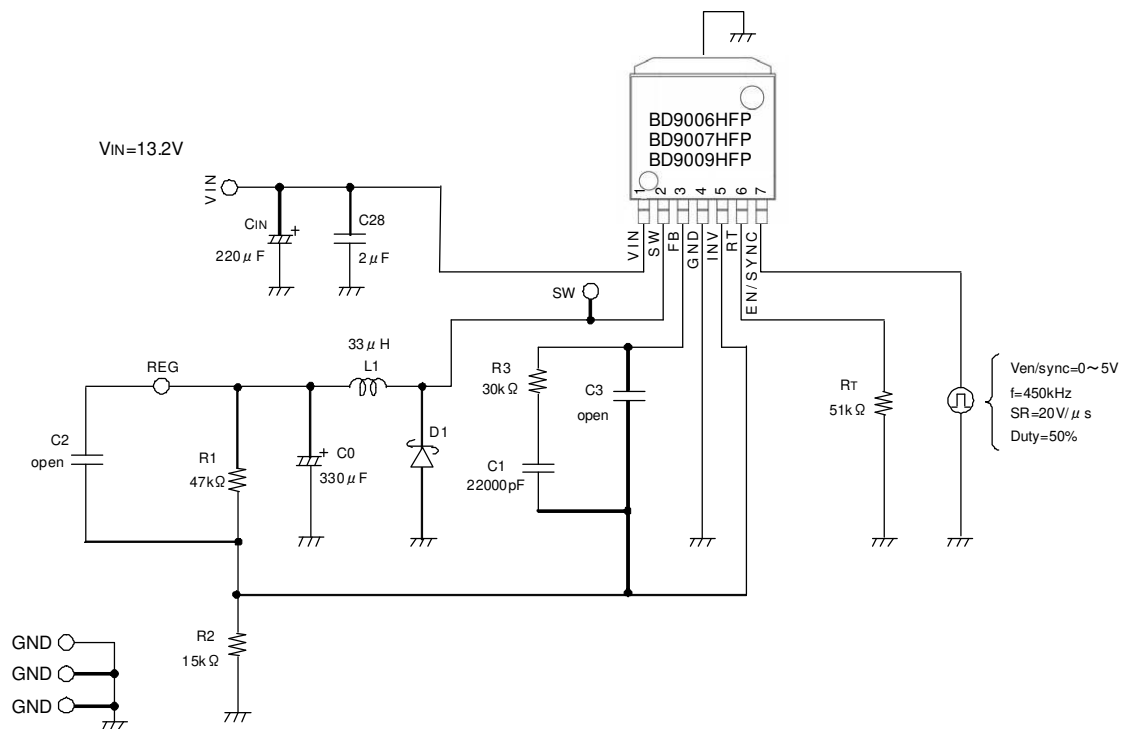 BD9006HFP
BD9007HFP
BD9009HFP
1 2 3 4 5 6 7
VIN
SW
FB
GND
INV
RT
EN/SYNC
VIN=13.2V
VIN
CIN
+
220μF
C28
2μF
SW
33μH
L1
REG
C2
open
R1
47kΩ
+
C0
330μF
D1
R3
30kΩ
C3
open
C1
22000pF
RT
51kΩ
Ven/sync=0～5V
f=450kHz
SR=20V/μs
Duty=50%
R2
15kΩ
GND
GND
GND